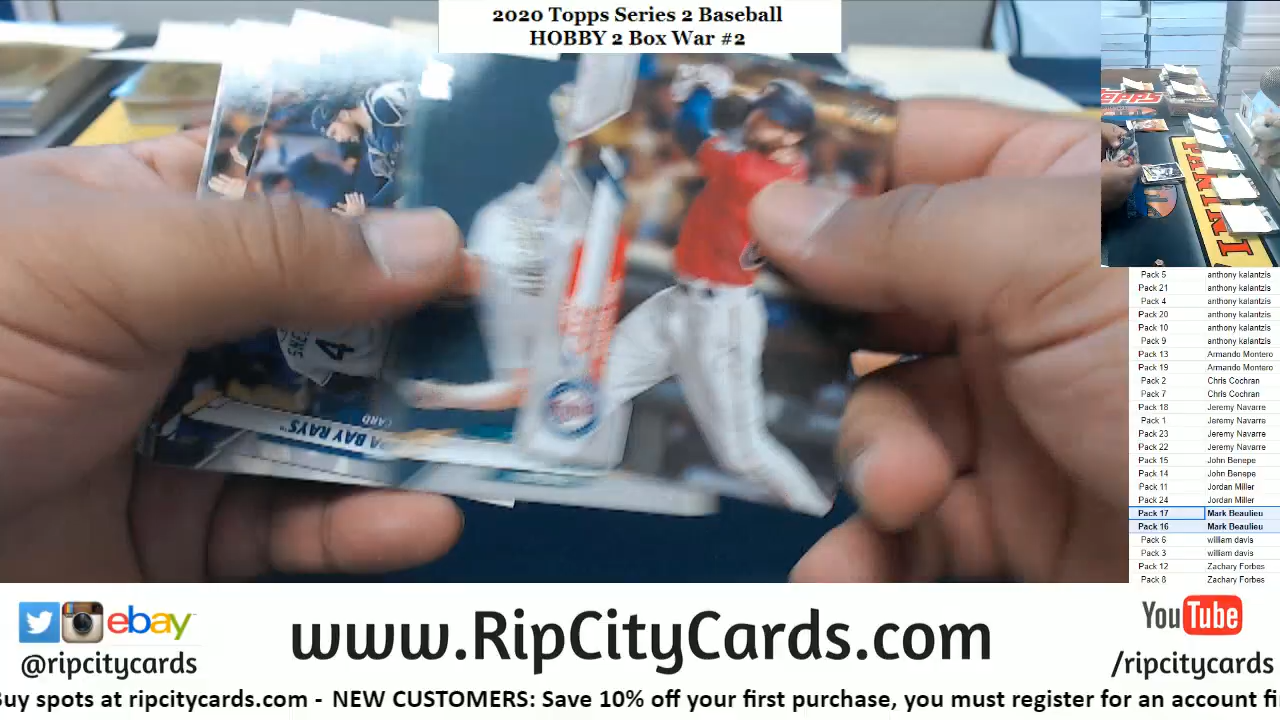 2020 Topps Series 2 Baseball
HOBBY 2 Box War #2
TOPPS
PANINI
4
CARD
BAY RAYS
Pack 5 anthony kalantzis
Pack 21 anthony kalantzis
Pack 4 anthony kalantzis
Pack 20 anthony kalantzis
Pack 10 anthony kalantzis
Pack 9 anthony kalantzis
Pack 13 Armando Montero
Pack 19 Armando Montero
Pack 2 Chris Cochran
Pack 7 Chris Cochran
Pack 18 Jeremy Navarre
Pack 1 Jeremy Navarre
Pack 23 Jeremy Navarre
Pack 22 Jeremy Navarre
Pack 15 John Benepe
Pack 14 John Benepe
Pack 11 Jordan Miller
Pack 24 Jordan Miller
Pack 17 Mark Beaulieu
Pack 16 Mark Beaulieu
Pack 6 william davis
Pack 3 william davis
Pack 12 Zachary Forbes
Pack 8 Zachary Forbes
ebay
@ripcitycards
www.RipCityCards.com
YouTube
/ripcitycards
Buy spots at ripcitycards.com - NEW CUSTOMERS: Save 10% off your first purchase, you must register for an account fi